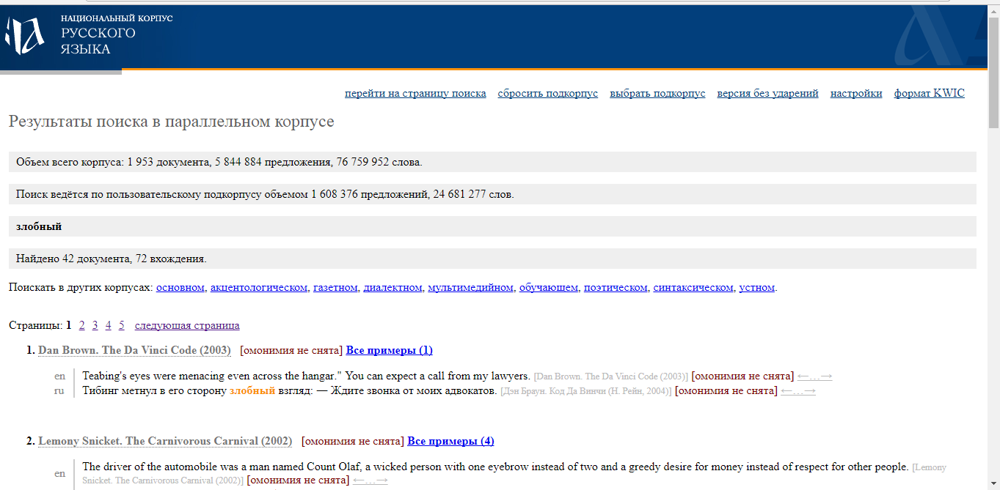 НАЦИОНАЛЬНЫЙ КОРПУС
РУССКОГО
ЯЗЫКА
перейти на страницу поиска сбросить подкорпус выбрать подкорпус версия без ударений настройки формат KWIC
Результаты поиска в параллельном корпусе
Объем всего корпуса: 1 953 документа, 5 844 884 предложения, 76 759 952 слова.
Поиск ведётся по пользовательскому подкорпусу объемом 1 608 376 предложений, 24 681 277 слов.
злобный
Найдено 42 документа, 72 вхождения.
Поискать в других корпусах: основном, акцентологическом, газетном, диалектном, мультимедийном, обучающем, поэтическом, синтаксическом, устном.
Страницы: 1 2 3 4 5 следующая страница
1. Dan Brown. The Da Vinci Code (2003) [омонимия не снята] Все примеры (1)
en Teabing's eyes were menacing even across the hangar." You can expect a call from my lawyers. [Dan Brown. The Da Vinci Code (2003)] [омонимия не снята] ←…→
ru Тибинг метнул в его сторону злобный взгляд: — Ждите звонка от моих адвокатов. [Дэн Браун. Код Да Винчи (Н. Рейн, 2004)] [омонимия не снята] ←…→
2. Lemony Snicket. The Carnivorous Carnival (2002) [омонимия не снята] Все примеры (4)
en The driver of the automobile was a man named Count Olaf, a wicked person with one eyebrow instead of two and a greedy desire for money instead of respect for other people. [Lemony
Snicket. The Carnivorous Carnival (2002)] [омонимия не снята] ←…→